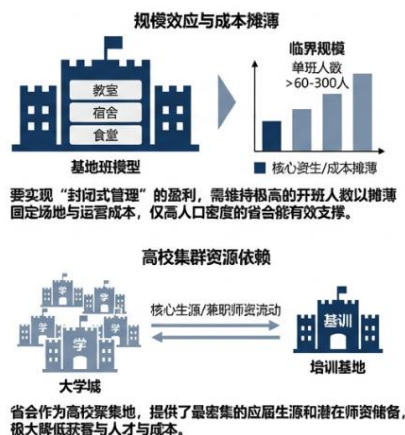 规模效应与成本摊薄
教室
宿舍
食堂
基地班模型
临界规模
单班人数
>60-300人
核心资生/成本摊薄
要实现“封闭式管理”的盈利，需维持极高的开班人数以摊薄
固定场地与运营成本，仅高人口密度的省会能有效支撑。
高校集群资源依赖
学
学
学
学
学
大学城
核心生源/兼职师资流动
基训
培训基地
省会作为高校聚集地，提供了最密集的应届生源和潜在师资储备，
极大降低获客与人才与成本。